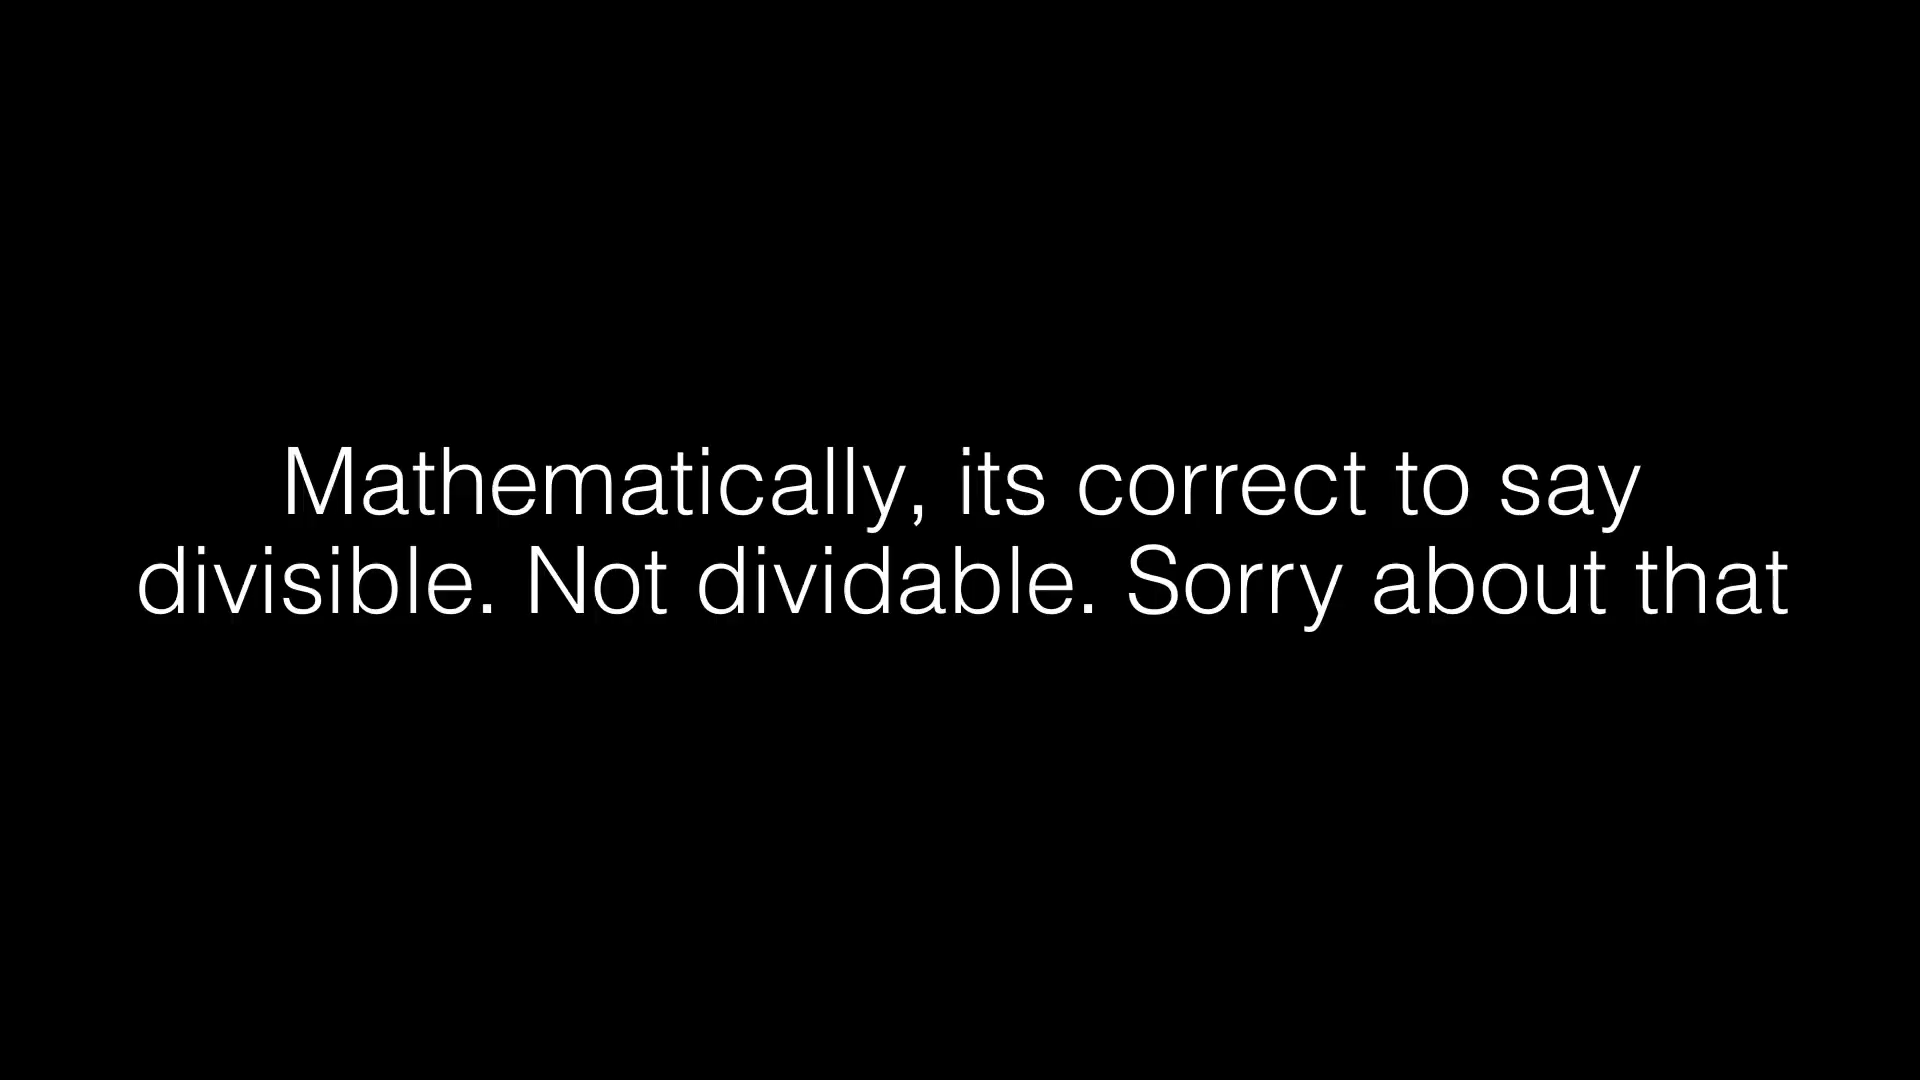 Mathematically, its correct to say
divisible. Not dividable. Sorry about that